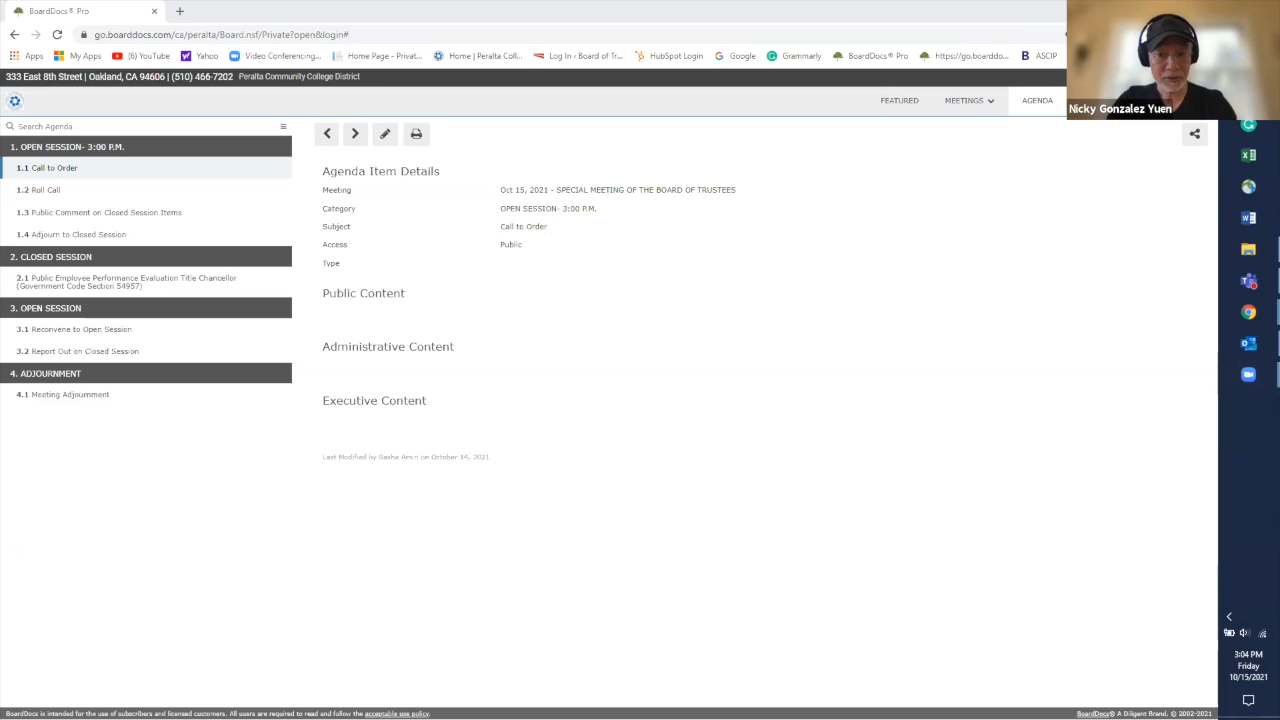 BoardDocs® Pro
go.boarddocs.com/ca/peralta/Board.nsf/Private?open&login#
Apps
My Apps
(6) YouTube
Yahoo
Video Conferencing...
Home Page - Privat...
Home | Peralta Coll...
Log In ‹ Board of Tr...
HubSpot Login
Google
Grammarly
BoardDocs® Pro
https://go.boarddo...
ASCIP
333 East 8th Street | Oakland, CA 94606 | (510) 466-7202 Peralta Community College District
FEATURED
MEETINGS
AGENDA
Nicky Gonzalez Yuen
Search Agenda
1. OPEN SESSION- 3:00 P.M.
1.1 Call to Order
1.2 Roll Call
1.3 Public Comment on Closed Session Items
1.4 Adjourn to Closed Session
2. CLOSED SESSION
2.1 Public Employee Performance Evaluation Title Chancellor
(Government Code Section 54957)
3. OPEN SESSION
3.1 Reconvene to Open Session
3.2 Report Out on Closed Session
4. ADJOURNMENT
4.1 Meeting Adjournment
Agenda Item Details
Meeting Oct 15, 2021 - SPECIAL MEETING OF THE BOARD OF TRUSTEES
Category OPEN SESSION- 3:00 P.M.
Subject Call to Order
Access Public
Type
Public Content
Administrative Content
Executive Content
Last Modified by Sasha Amin on October 14, 2021
3:04 PM
Friday
10/15/2021
BoardDocs is intended for the use of subscribers and licensed customers. All users are required to read and follow the acceptable use policy.
BoardDocs® A Diligent Brand. © 2002-2021